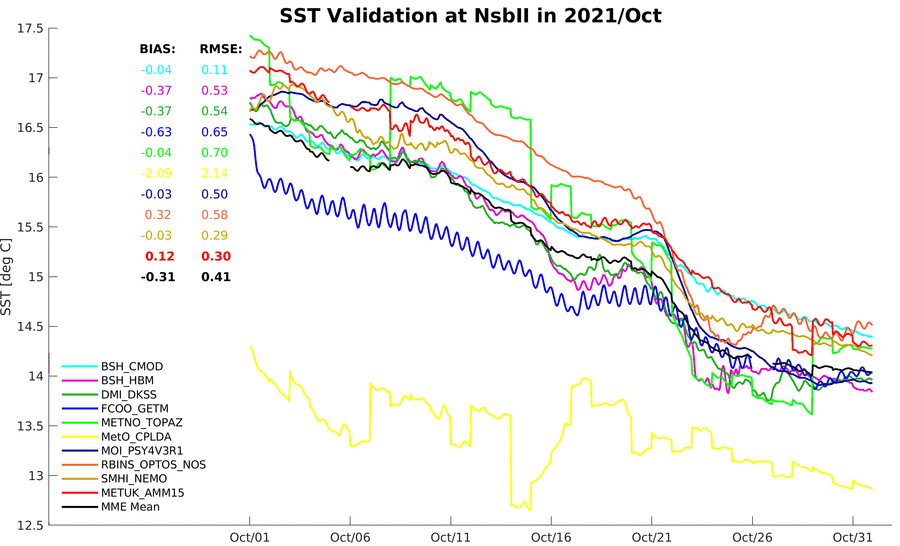 SST Validation at NsbII in 2021/Oct
BIAS: RMSE:
-0.04 0.11
-0.37 0.53
-0.37 0.54
-0.63 0.65
-0.04 0.70
-2.09 2.14
-0.03 0.50
0.32 0.58
-0.03 0.29
0.12 0.30
-0.31 0.41
SST [deg C]
17.5
17
16.5
16
15.5
15
14.5
14
13.5
13
12.5
BSH_CMOD
BSH_HBM
DMI_DKSS
FCOO_GETM
METNO_TOPAZ
MetO_CPLDA
MOI_PSY4V3R1
RBINS_OPTOS_NOS
SMHI_NEMO
METUK_AMM15
MME Mean
Oct/01 Oct/06 Oct/11 Oct/16 Oct/21 Oct/26 Oct/31